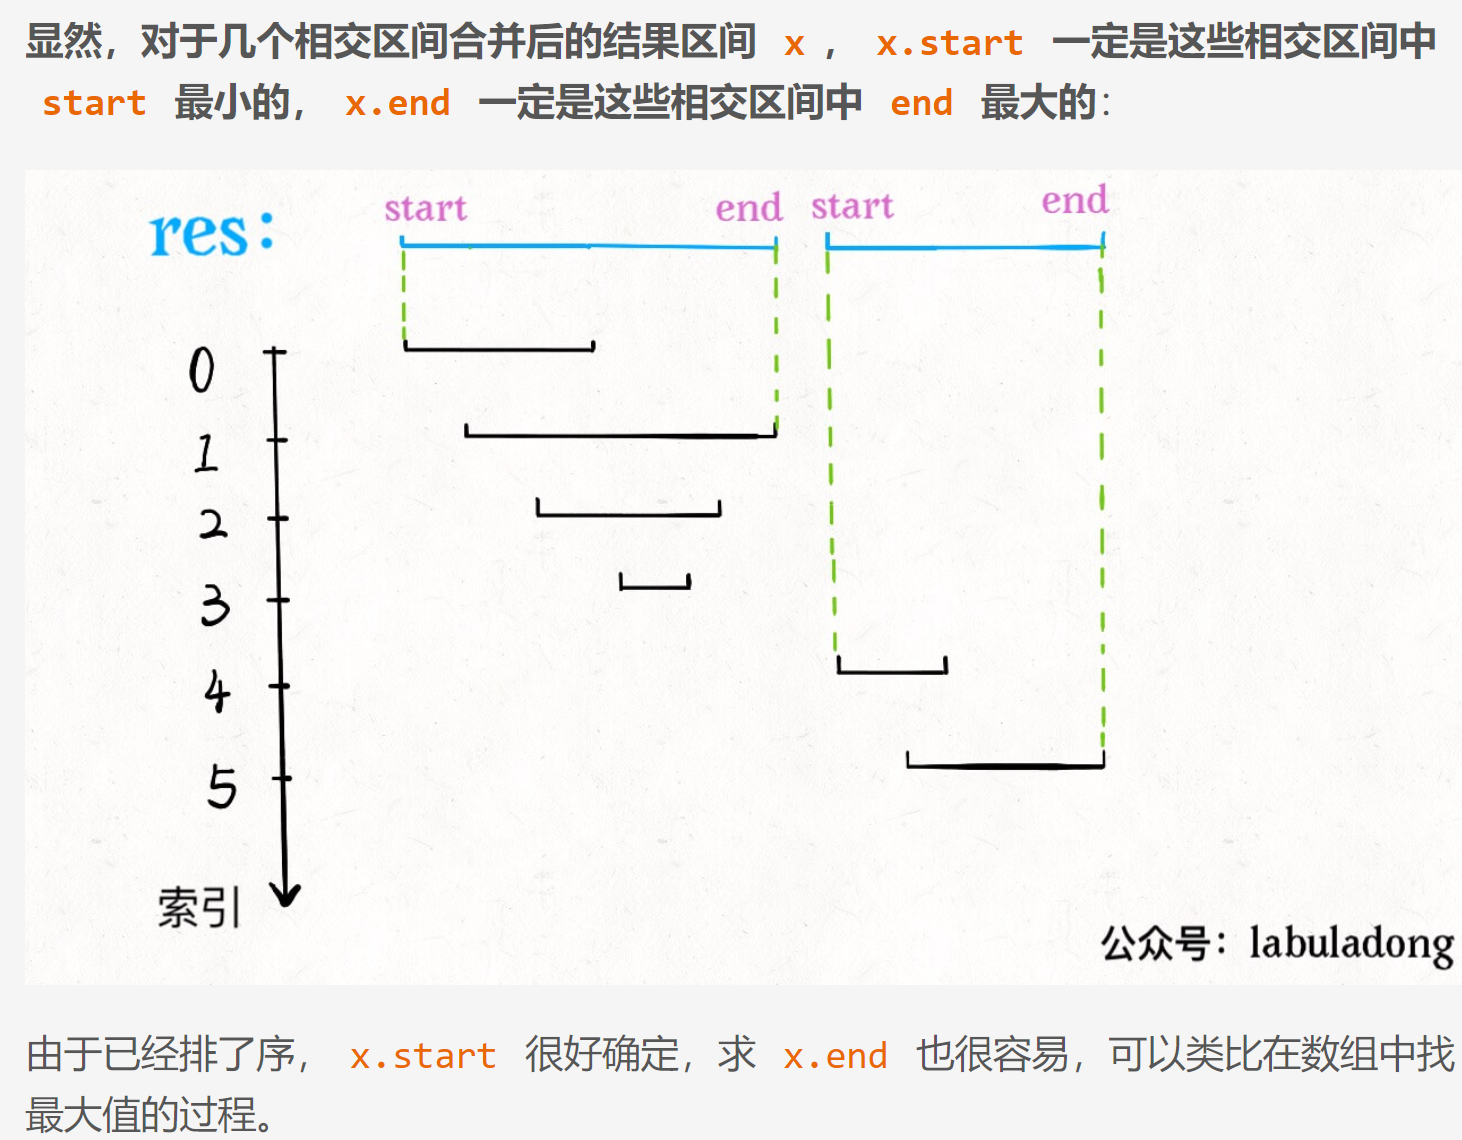 显然，对于几个相交区间合并后的结果区间 x ， x.start 一定是这些相交区间中
start 最小的， x.end 一定是这些相交区间中 end 最大的：
start end start end
res：
0
1
2
3
4
5
索引
公众号：labuladong
由于已经排了序， x.start 很好确定，求 x.end 也很容易，可以类比在数组中找
最大值的过程。